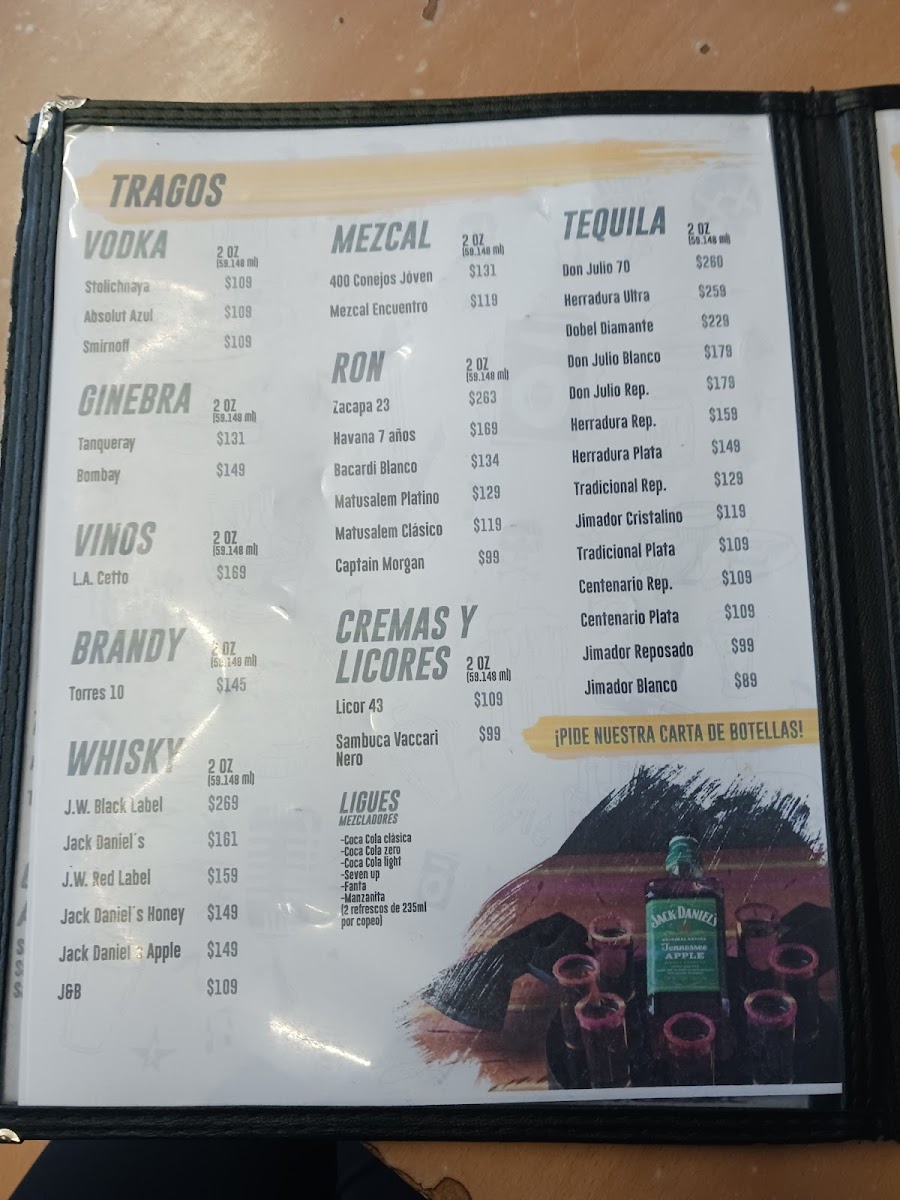 TRAGOS
VODKA 2 OZ
(59.148 ml)
Stolichnaya $109
Absolut Azul $109
Smirnoff $109
GINEBRA 2 OZ
(59.148 ml)
Tanqueray $131
Bombay $149
VINOS 2 OZ
(59.148 ml)
L.A. Cetto $169
BRANDY 2 OZ
(59.148 ml)
Torres 10 $145
WHISKY 2 OZ
(59.148 ml)
J.W. Black Label $269
Jack Daniel´s $161
J.W. Red Label $159
Jack Daniel´s Honey $149
Jack Daniel´s Apple $149
J&B $109
MEZCAL 2 OZ
(59.148 ml)
400 Conejos Jóven $131
Mezcal Encuentro $119
RON 2 OZ
(59.148 ml)
Zacapa 23 $263
Havana 7 años $169
Bacardi Blanco $134
Matusalem Platino $129
Matusalem Clásico $119
Captain Morgan $99
CREMAS Y
LICORES 2 OZ
(59.148 ml)
Licor 43 $109
Sambuca Vaccari $99
Nero
LIGUES
MEZCLADORES
-Coca Cola clásica
-Coca Cola zero
-Coca Cola light
-Seven up
-Fanta
-Manzanita
(2 refrescos de 235ml
por copeo)
TEQUILA 2 OZ
(59.148 ml)
Don Julio 70 $260
Herradura Ultra $259
Dobel Diamante $229
Don Julio Blanco $179
Don Julio Rep. $179
Herradura Rep. $159
Herradura Plata $149
Tradicional Rep. $129
Jimador Cristalino $119
Tradicional Plata $109
Centenario Rep. $109
Centenario Plata $109
Jimador Reposado $99
Jimador Blanco $89
¡PIDE NUESTRA CARTA DE BOTELLAS!
JACK DANIEL'S
Tennessee
APPLE